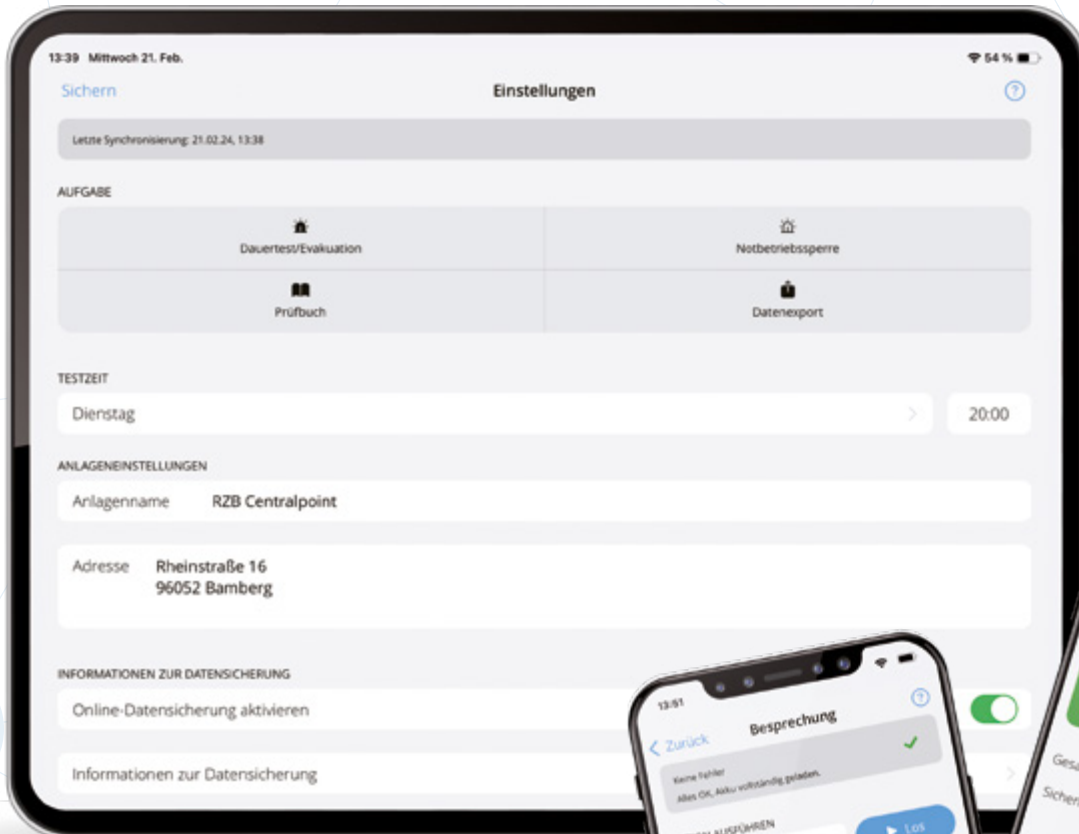 13:39 Mittwoch 21. Feb.
54 %
Sichern
Einstellungen
?
Letzte Synchronisierung: 21.02.24, 13:38
AUFGABE
Dauertest/Evakuation
Notbetriebssperre
Prüfbuch
Datenexport
TESTZEIT
Dienstag
20:00
ANLAGENEINSTELLUNGEN
Anlagenname RZB Centralpoint
Adresse Rheinstraße 16
96052 Bamberg
INFORMATIONEN ZUR DATENSICHERUNG
Online-Datensicherung aktivieren
Informationen zur Datensicherung
13:51
Zurück
Besprechung
?
Keine Fehler
Alles OK, Akku vollständig geladen.
AUSFÜHREN
Los